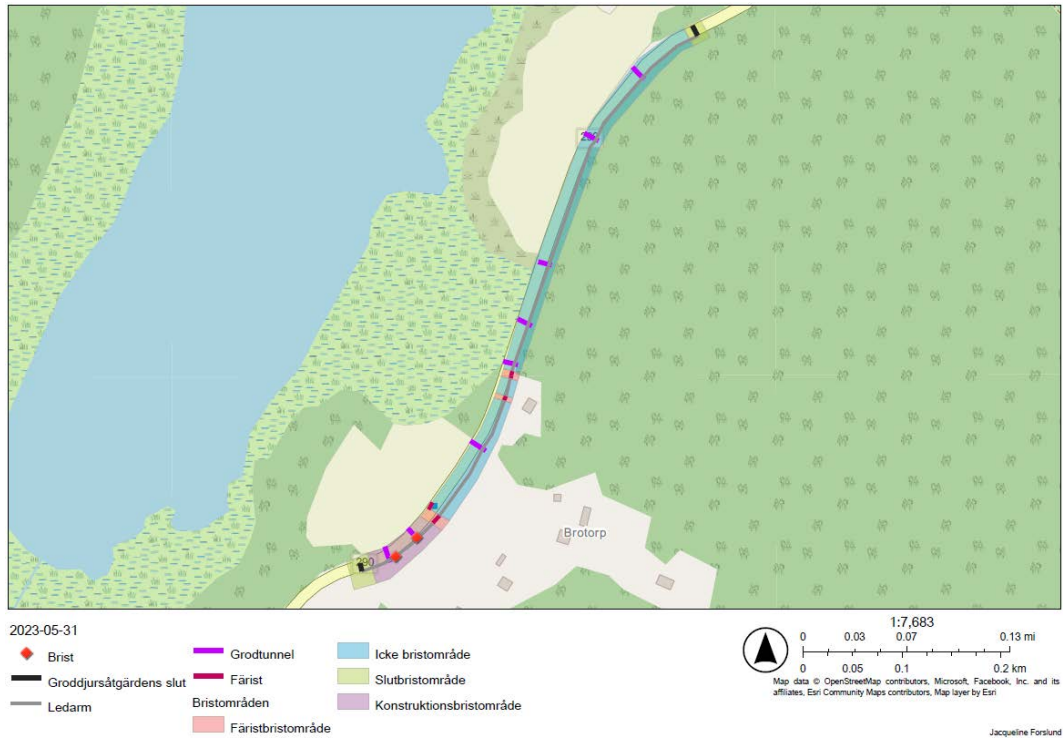 290
Brotorp
2023-05-31
Brist
Groddjursåtgärdens slut
Ledarm
Grodtunnel
Färist
Bristområden
Färistbristområde
Icke bristområde
Slutbristområde
Konstruktionsbristområde
1:7,683
0 0.03 0.07 0.13 mi
0 0.05 0.1 0.2 km
Map data © OpenStreetMap contributors, Microsoft, Facebook, Inc. and its
affiliates, Esri Community Maps contributors, Map layer by Esri
Jacqueline Forslund